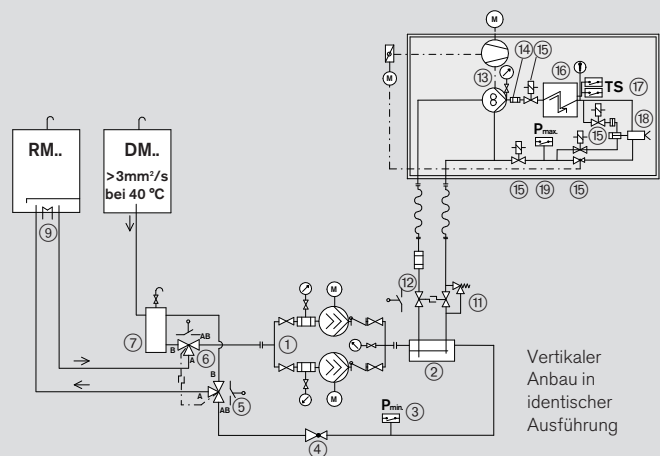 M
M
13
14
15
16
TS
17
18
15
Pmax.
15
19
15
RM..
DM..
>3mm²/s
bei 40 °C
9
12
11
M
1
7
B
AB
6
A
B
A
AB
5
M
2
Pmin.
3
4
Vertikaler
Anbau in
identischer
Ausführung